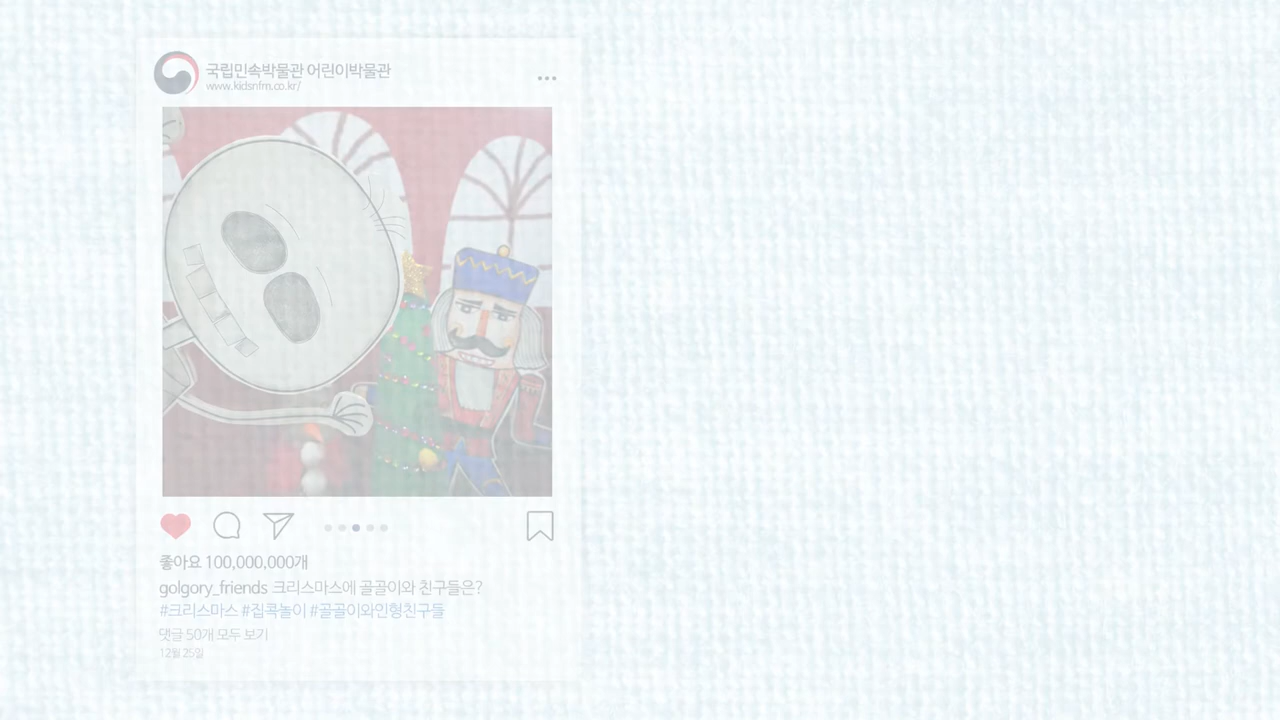 국립민속박물관 어린이박물관
www.kidsnfm.co.kr/
좋아요 100,000,000개
golgory_friends 크리스마스에 골골이와 친구들은?
#크리스마스 #집콕놀이 #골골이와인형친구들
댓글 50개 모두 보기
12월 25일